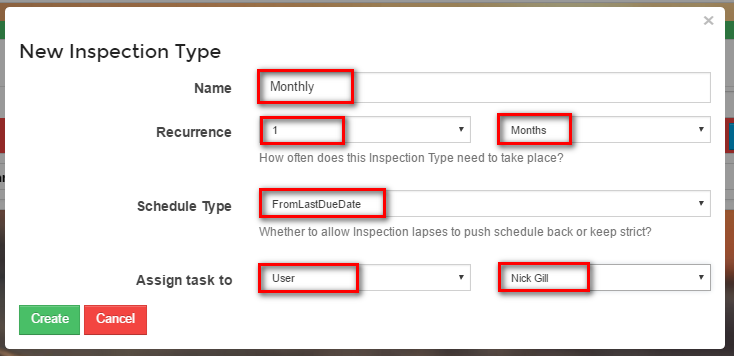 ×
New Inspection Type
Name Monthly
Recurrence 1 Months
How often does this Inspection Type need to take place?
Schedule Type FromLastDueDate
Whether to allow Inspection lapses to push schedule back or keep strict?
Assign task to User Nick Gill
Create Cancel